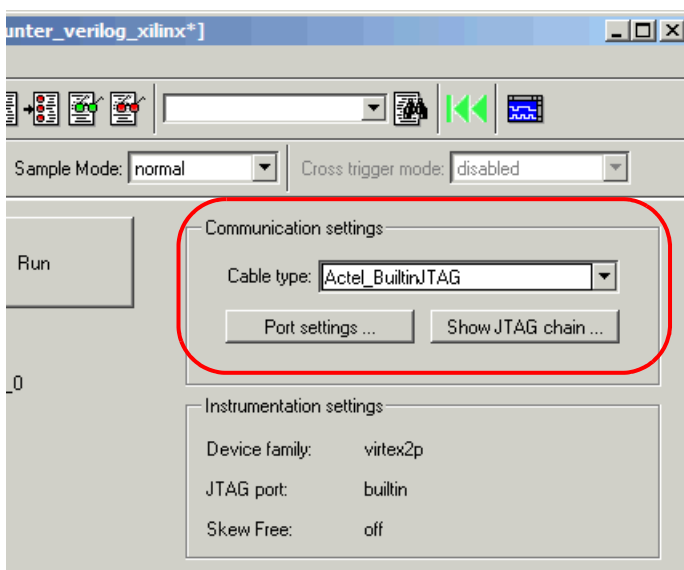 unter_verilog_xilinx*]
Sample Mode: normal Cross trigger mode: disabled
Run
Communication settings
Cable type: Actel_BuiltinJTAG
Port settings ... Show JTAG chain ...
_0
Instrumentation settings
Device family: virtex2p
JTAG port: builtin
Skew Free: off